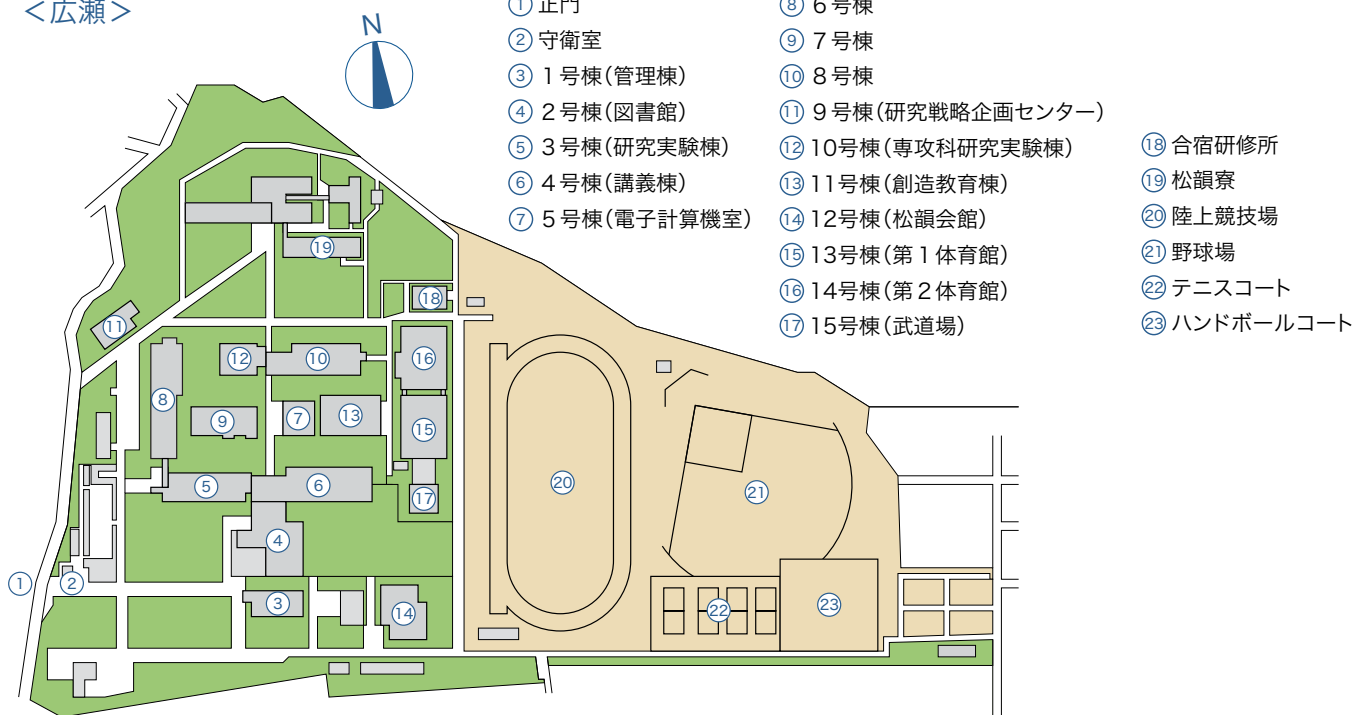 <広瀬>
N
① 正門
② 守衛室
③ 1号棟(管理棟)
④ 2号棟(図書館)
⑤ 3号棟(研究実験棟)
⑥ 4号棟(講義棟)
⑦ 5号棟(電子計算機室)
⑧ 6号棟
⑨ 7号棟
⑩ 8号棟
⑪ 9号棟(研究戦略企画センター)
⑫ 10号棟(専攻科研究実験棟)
⑬ 11号棟(創造教育棟)
⑭ 12号棟(松韻会館)
⑮ 13号棟(第1体育館)
⑯ 14号棟(第2体育館)
⑰ 15号棟(武道場)
⑱ 合宿研修所
⑲ 松韻寮
⑳ 陸上競技場
㉑ 野球場
㉒ テニスコート
㉓ ハンドボールコート
⑲
⑱
⑪
⑫
⑩
⑯
⑧
⑨
⑦
⑬
⑮
⑤
⑥
⑰
⑳
㉑
④
①
②
③
⑭
㉒
㉓